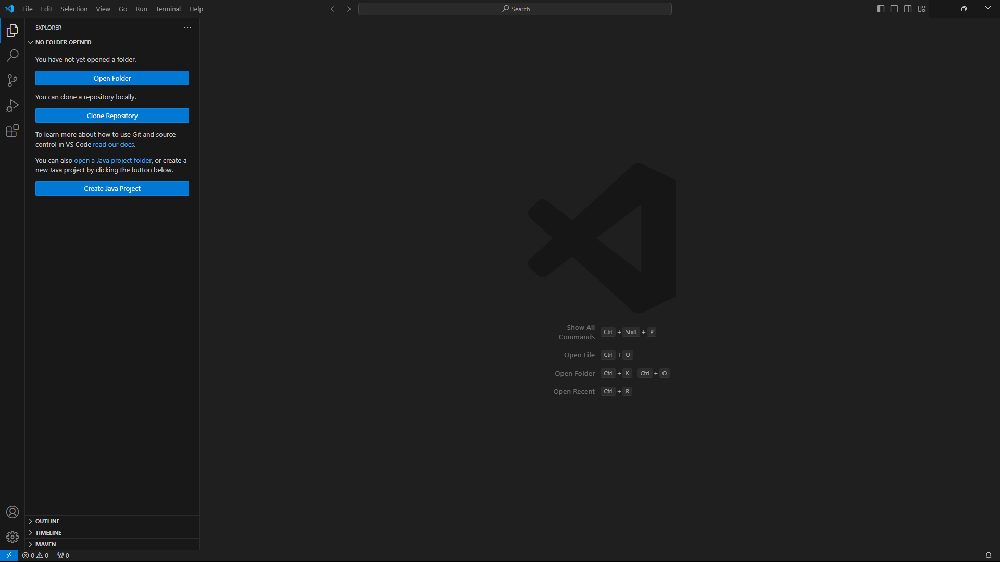 File Edit Selection View Go Run Terminal Help
Search
EXPLORER
NO FOLDER OPENED
You have not yet opened a folder.
Open Folder
You can clone a repository locally.
Clone Repository
To learn more about how to use Git and source
control in VS Code read our docs.
You can also open a Java project folder, or create a
new Java project by clicking the button below.
Create Java Project
OUTLINE
TIMELINE
MAVEN
Show All
Commands Ctrl + Shift + P
Open File Ctrl + O
Open Folder Ctrl + K Ctrl + O
Open Recent Ctrl + R
0 0 0